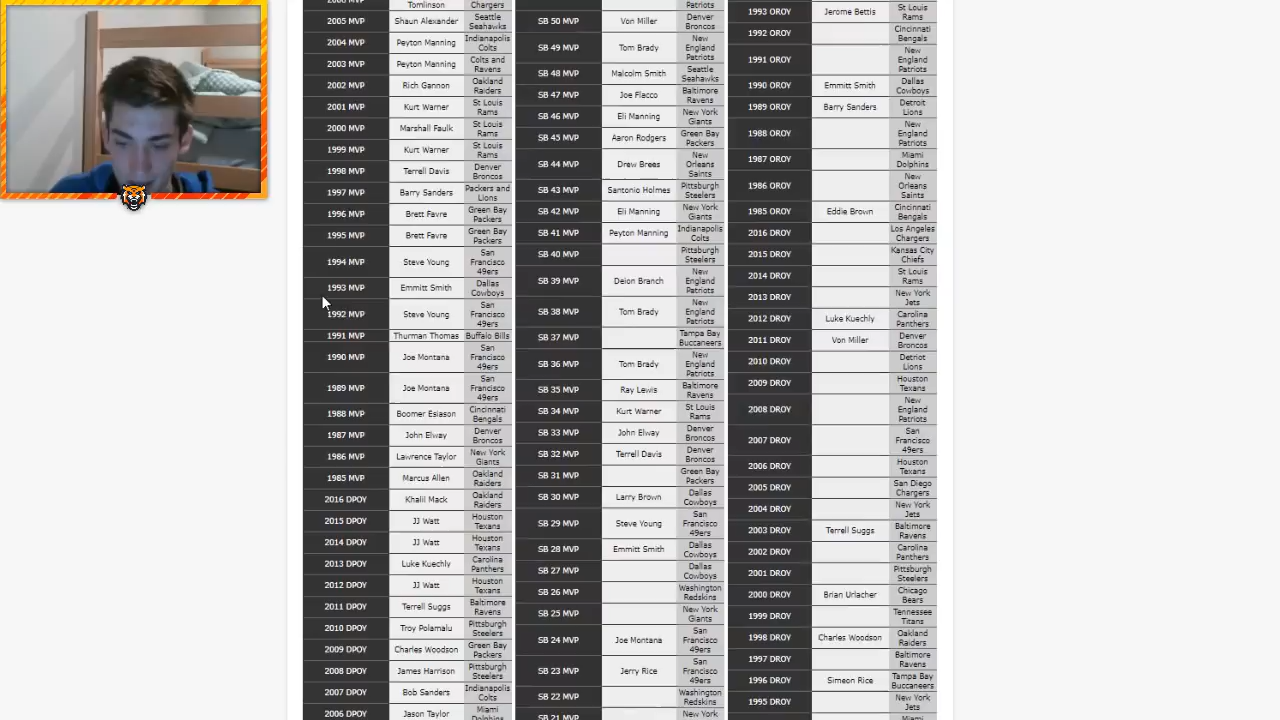 Tomlinson
Chargers
2005 MVP
Shaun Alexander
Seattle
Seahawks
2004 MVP
Peyton Manning
Indianapolis
Colts
2003 MVP
Peyton Manning
Colts and
Ravens
2002 MVP
Rich Gannon
Oakland
Raiders
2001 MVP
Kurt Warner
St Louis
Rams
2000 MVP
Marshall Faulk
St Louis
Rams
1999 MVP
Kurt Warner
St Louis
Rams
1998 MVP
Terrell Davis
Denver
Broncos
1997 MVP
Barry Sanders
Packers and
Lions
1996 MVP
Brett Favre
Green Bay
Packers
1995 MVP
Brett Favre
Green Bay
Packers
1994 MVP
Steve Young
San
Francisco
49ers
1993 MVP
Emmitt Smith
Dallas
Cowboys
1992 MVP
Steve Young
San
Francisco
49ers
1991 MVP
Thurman Thomas
Buffalo Bills
1990 MVP
Joe Montana
San
Francisco
49ers
1989 MVP
Joe Montana
San
Francisco
49ers
1988 MVP
Boomer Esiason
Cincinnati
Bengals
1987 MVP
John Elway
Denver
Broncos
1986 MVP
Lawrence Taylor
New York
Giants
1985 MVP
Marcus Allen
Oakland
Raiders
2016 DPOY
Khalil Mack
Oakland
Raiders
2015 DPOY
JJ Watt
Houston
Texans
2014 DPOY
JJ Watt
Houston
Texans
2013 DPOY
Luke Kuechly
Carolina
Panthers
2012 DPOY
JJ Watt
Houston
Texans
2011 DPOY
Terrell Suggs
Baltimore
Ravens
2010 DPOY
Troy Polamalu
Pittsburgh
Steelers
2009 DPOY
Charles Woodson
Green Bay
Packers
2008 DPOY
James Harrison
Pittsburgh
Steelers
2007 DPOY
Bob Sanders
Indianapolis
Colts
2006 DPOY
Jason Taylor
Miami
Dolphins
Patriots
SB 50 MVP
Von Miller
Denver
Broncos
SB 49 MVP
Tom Brady
New
England
Patriots
SB 48 MVP
Malcolm Smith
Seattle
Seahawks
SB 47 MVP
Joe Flacco
Baltimore
Ravens
SB 46 MVP
Eli Manning
New York
Giants
SB 45 MVP
Aaron Rodgers
Green Bay
Packers
SB 44 MVP
Drew Brees
New
Orleans
Saints
SB 43 MVP
Santonio Holmes
Pittsburgh
Steelers
SB 42 MVP
Eli Manning
New York
Giants
SB 41 MVP
Peyton Manning
Indianapolis
Colts
SB 40 MVP
Pittsburgh
Steelers
SB 39 MVP
Deion Branch
New
England
Patriots
SB 38 MVP
Tom Brady
New
England
Patriots
SB 37 MVP
Tampa Bay
Buccaneers
SB 36 MVP
Tom Brady
New
England
Patriots
SB 35 MVP
Ray Lewis
Baltimore
Ravens
SB 34 MVP
Kurt Warner
St Louis
Rams
SB 33 MVP
John Elway
Denver
Broncos
SB 32 MVP
Terrell Davis
Denver
Broncos
SB 31 MVP
Green Bay
Packers
SB 30 MVP
Larry Brown
Dallas
Cowboys
SB 29 MVP
Steve Young
San
Francisco
49ers
SB 28 MVP
Emmitt Smith
Dallas
Cowboys
SB 27 MVP
Dallas
Cowboys
SB 26 MVP
Washington
Redskins
SB 25 MVP
New York
Giants
SB 24 MVP
Joe Montana
San
Francisco
49ers
SB 23 MVP
Jerry Rice
San
Francisco
49ers
SB 22 MVP
Washington
Redskins
SB 21 MVP
New York
1993 OROY
Jerome Bettis
St Louis
Rams
1992 OROY
Cincinnati
Bengals
1991 OROY
New
England
Patriots
1990 OROY
Emmitt Smith
Dallas
Cowboys
1989 OROY
Barry Sanders
Detroit
Lions
1988 OROY
New
England
Patriots
1987 OROY
Miami
Dolphins
1986 OROY
New
Orleans
Saints
1985 OROY
Eddie Brown
Cincinnati
Bengals
2016 DROY
Los Angeles
Chargers
2015 DROY
Kansas City
Chiefs
2014 DROY
St Louis
Rams
2013 DROY
New York
Jets
2012 DROY
Luke Kuechly
Carolina
Panthers
2011 DROY
Von Miller
Denver
Broncos
2010 DROY
Detriot
Lions
2009 DROY
Houston
Texans
2008 DROY
New
England
Patriots
2007 DROY
San
Francisco
49ers
2006 DROY
Houston
Texans
2005 DROY
San Diego
Chargers
2004 DROY
New York
Jets
2003 DROY
Terrell Suggs
Baltimore
Ravens
2002 DROY
Carolina
Panthers
2001 DROY
Pittsburgh
Steelers
2000 DROY
Brian Urlacher
Chicago
Bears
1999 DROY
Tennessee
Titans
1998 DROY
Charles Woodson
Oakland
Raiders
1997 DROY
Baltimore
Ravens
1996 DROY
Simeon Rice
Tampa Bay
Buccaneers
1995 DROY
New York
Jets
Miami